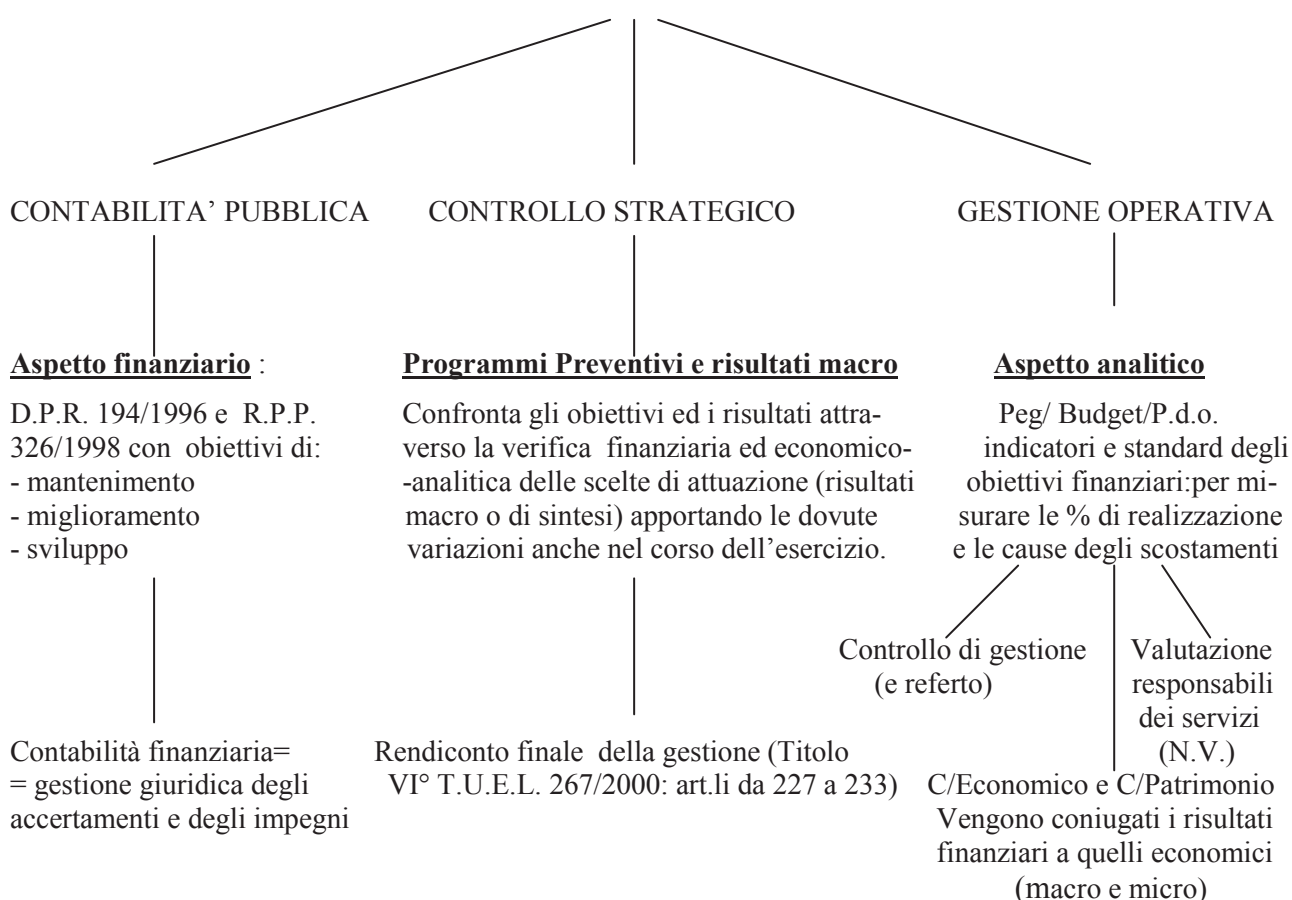 CONTABILITA’ PUBBLICA
CONTROLLO STRATEGICO
GESTIONE OPERATIVA
Aspetto finanziario :
D.P.R. 194/1996 e R.P.P.
326/1998 con obiettivi di:
- mantenimento
- miglioramento
- sviluppo
Contabilità finanziaria=
= gestione giuridica degli
accertamenti e degli impegni
Programmi Preventivi e risultati macro
Confronta gli obiettivi ed i risultati attra-
verso la verifica finanziaria ed economico-
-analitica delle scelte di attuazione (risultati
macro o di sintesi) apportando le dovute
variazioni anche nel corso dell’esercizio.
Rendiconto finale della gestione (Titolo
VI° T.U.E.L. 267/2000: art.li da 227 a 233)
Aspetto analitico
Peg/ Budget/P.d.o.
indicatori e standard degli
obiettivi finanziari:per mi-
surare le % di realizzazione
e le cause degli scostamenti
Controllo di gestione
(e referto)
Valutazione
responsabili
dei servizi
(N.V.)
C/Economico e C/Patrimonio
Vengono coniugati i risultati
finanziari a quelli economici
(macro e micro)